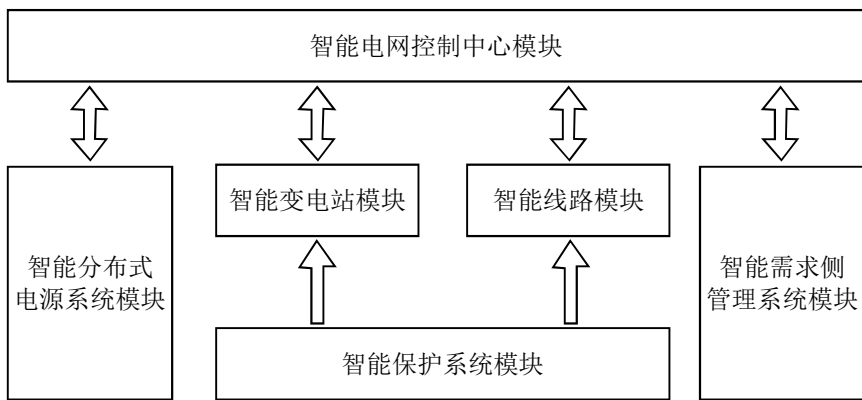 智能电网控制中心模块
智能变电站模块
智能线路模块
智能分布式
电源系统模块
智能需求侧
管理系统模块
智能保护系统模块